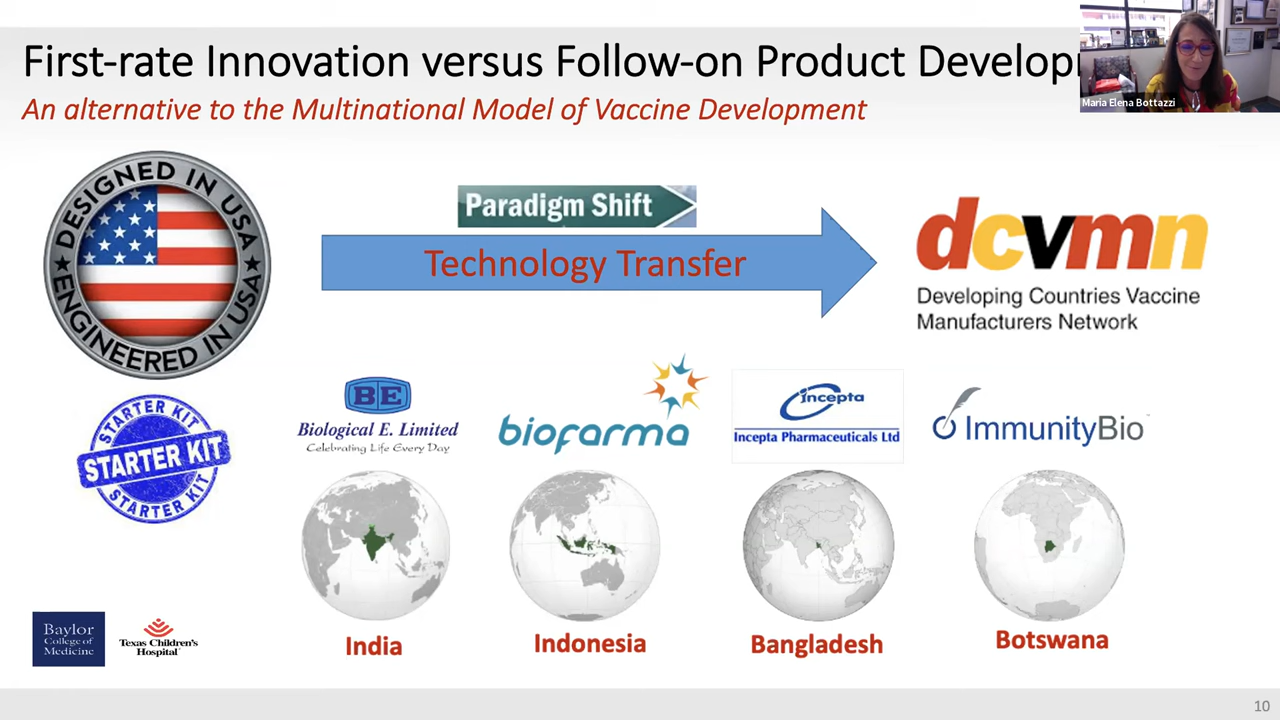 First-rate Innovation versus Follow-on Product Develop
An alternative to the Multinational Model of Vaccine Development
Maria Elena Bottazzi
DESIGNED IN USA
ENGINEERED IN USA
Paradigm Shift
Technology Transfer
dcvmn
Developing Countries Vaccine
Manufacturers Network
STARTER KIT
STARTER KIT
STARTER KIT
BE
Biological E. Limited
Celebrating Life Every Day
biofarma
incepta
Incepta Pharmaceuticals Ltd
ImmunityBio
India
Indonesia
Bangladesh
Botswana
Baylor
College of
Medicine
Texas Children's
Hospital
10